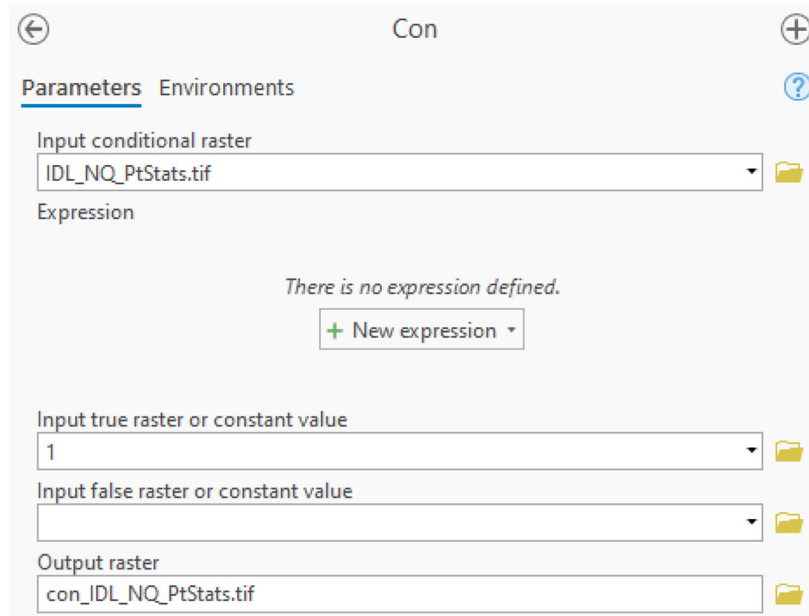 Con
Parameters Environments
?
Input conditional raster
IDL_NQ_PtStats.tif
Expression
There is no expression defined.
+ New expression
Input true raster or constant value
1
Input false raster or constant value
Output raster
con_IDL_NQ_PtStats.tif